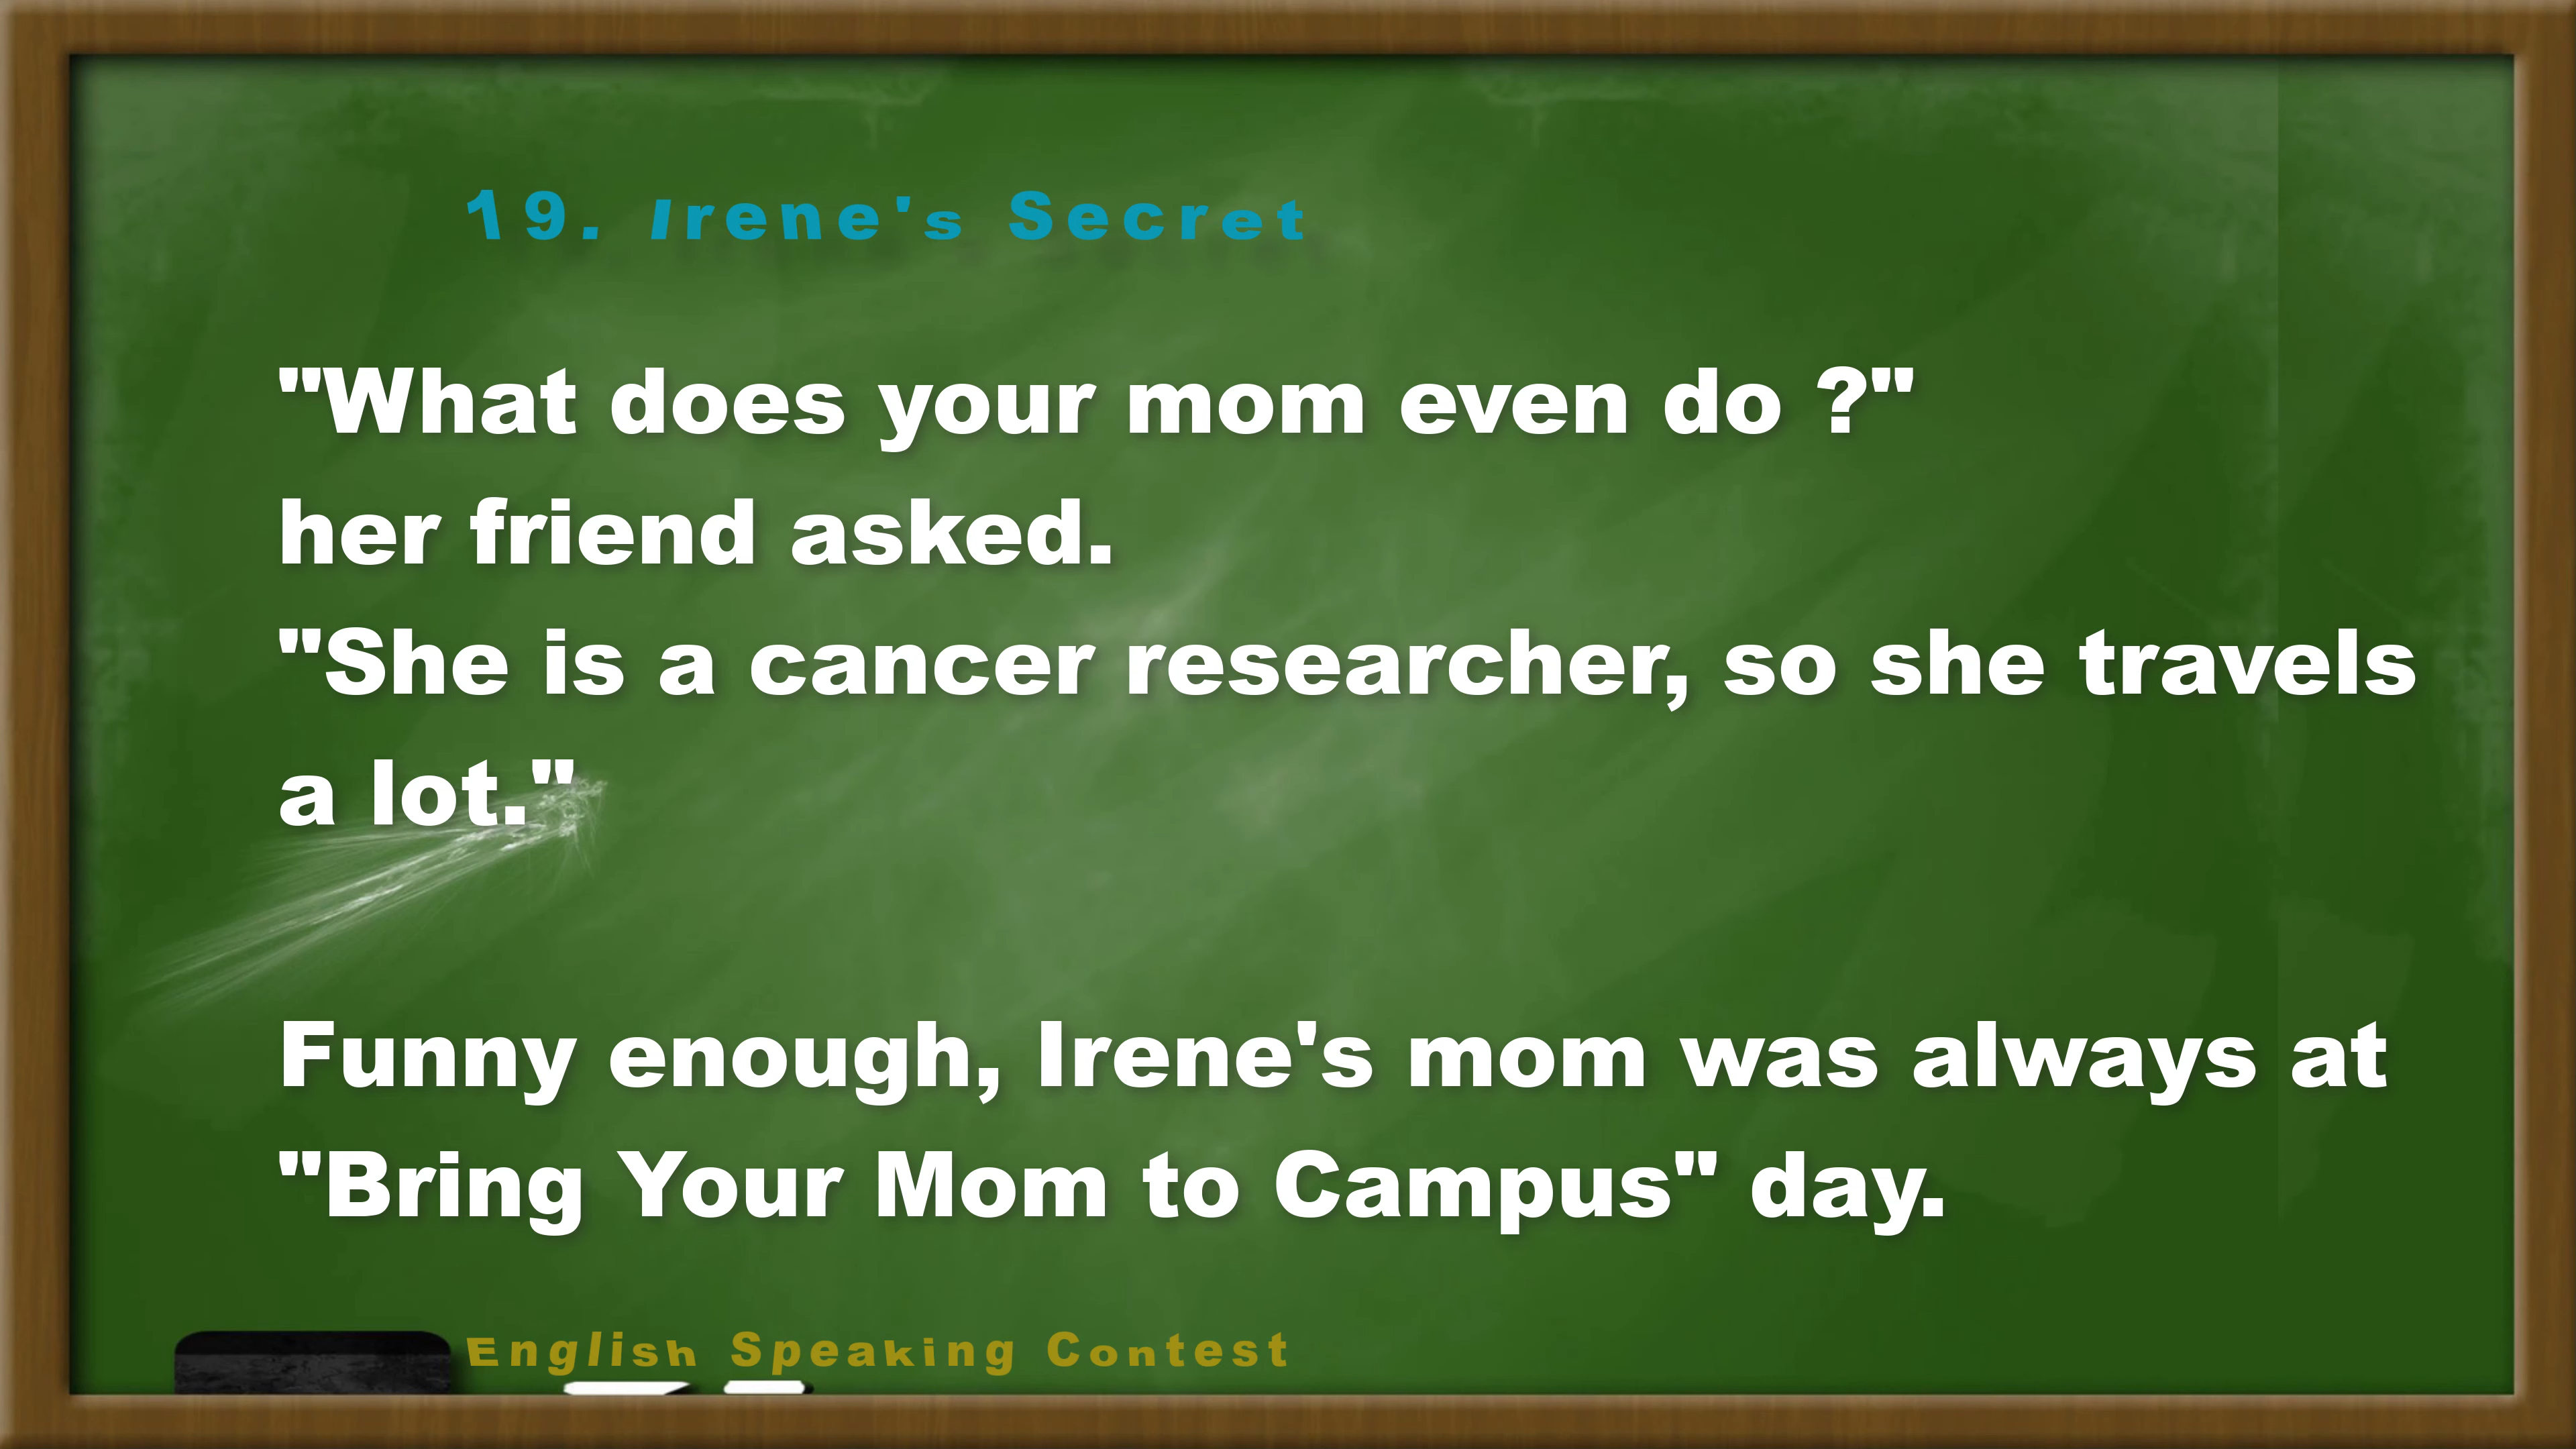 19. Irene's Secret
"What does your mom even do ?"
her friend asked.
"She is a cancer researcher, so she travels
a lot."
Funny enough, Irene's mom was always at
"Bring Your Mom to Campus" day.
English Speaking Contest